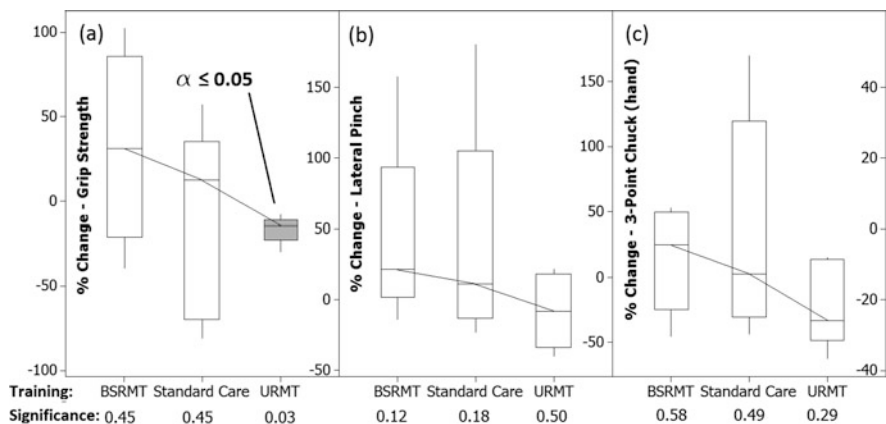 (a)
(b)
(c)
α ≤ 0.05
% Change - Grip Strength
100
50
0
-50
-100
% Change - Lateral Pinch
150
100
50
0
-50
% Change - 3-Point Chuck (hand)
150
100
50
0
-50
40
20
0
-20
-40
Training: BSRMT Standard Care URMT BSRMT Standard Care URMT BSRMT Standard Care URMT
Significance: 0.45 0.45 0.03 0.12 0.18 0.50 0.58 0.49 0.29